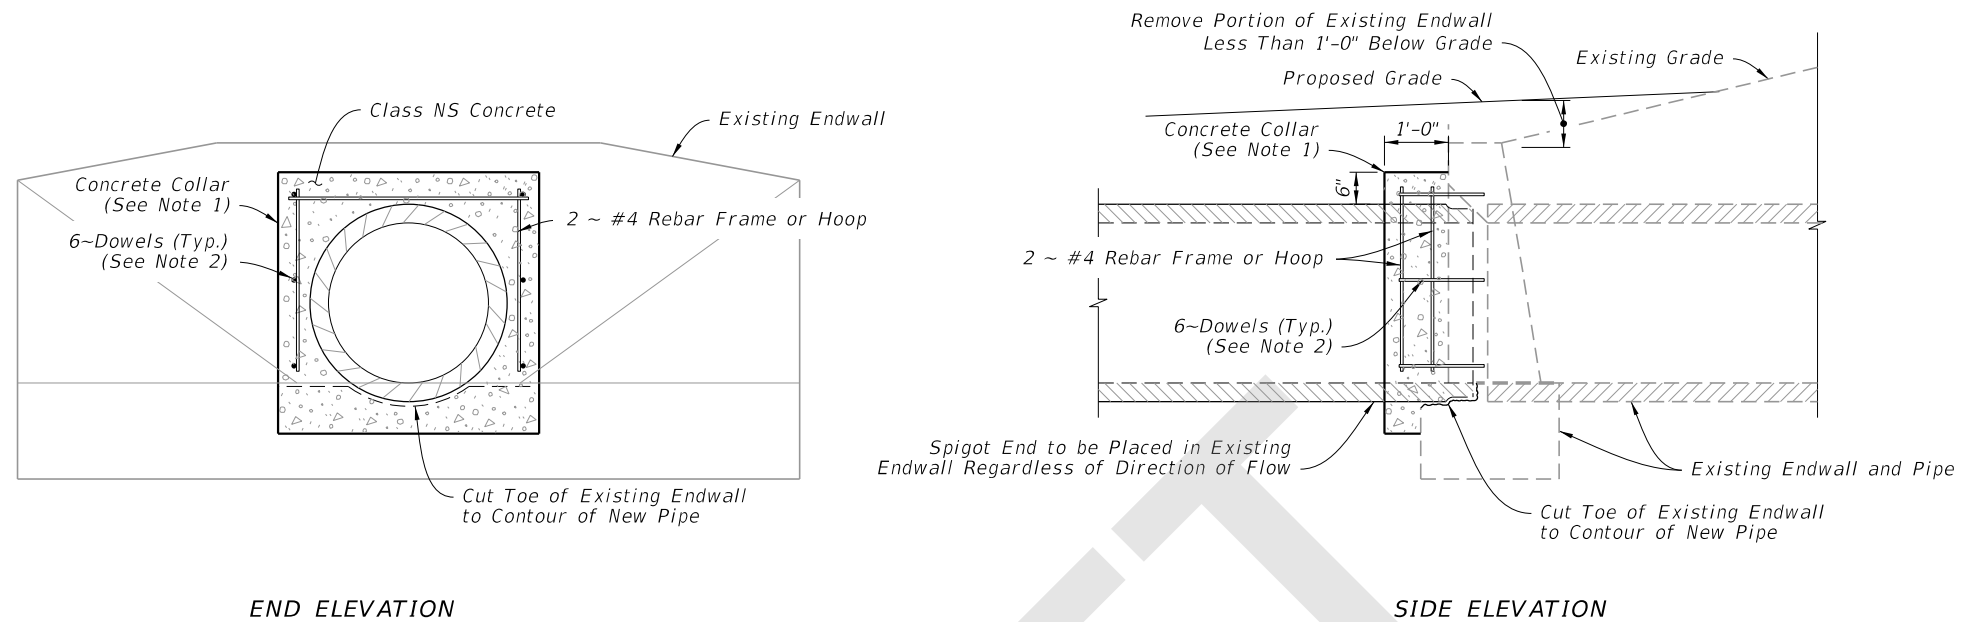 Class NS Concrete
Existing Endwall
Concrete Collar
(See Note 1)
2 ~ #4 Rebar Frame or Hoop
6~Dowels (Typ.)
(See Note 2)
Cut Toe of Existing Endwall
to Contour of New Pipe
END ELEVATION
Remove Portion of Existing Endwall
Less Than 1'-0" Below Grade
Existing Grade
Proposed Grade
Concrete Collar
(See Note 1)
1'-0"
6"
2 ~ #4 Rebar Frame or Hoop
6~Dowels (Typ.)
(See Note 2)
Spigot End to be Placed in Existing
Endwall Regardless of Direction of Flow
Existing Endwall and Pipe
Cut Toe of Existing Endwall
to Contour of New Pipe
SIDE ELEVATION